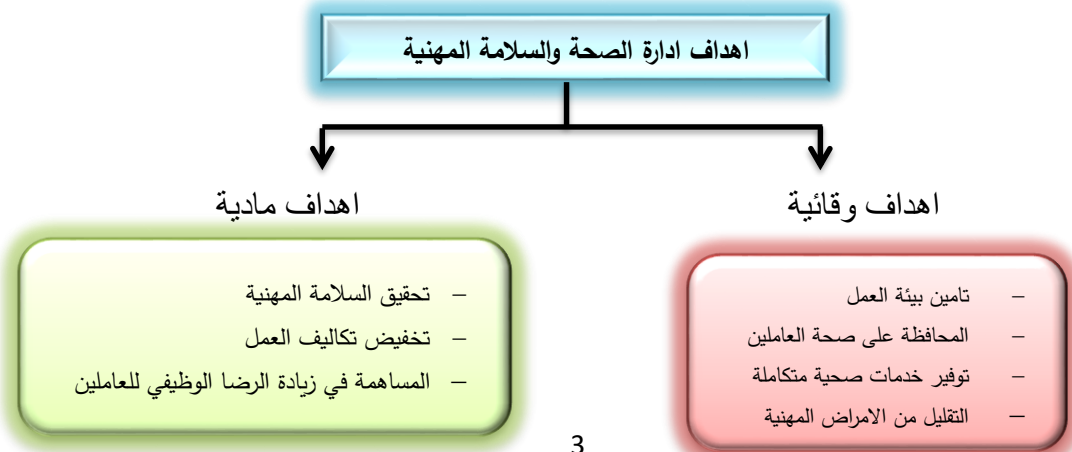 اهداف ادارة الصحة والسلامة المهنية
اهداف وقائية
– تامين بيئة العمل
– المحافظة على صحة العاملين
– توفير خدمات صحية متكاملة
– التقليل من الامراض المهنية
اهداف مادية
– تحقيق السلامة المهنية
– تخفيض تكاليف العمل
– المساهمة في زيادة الرضا الوظيفي للعاملين
3